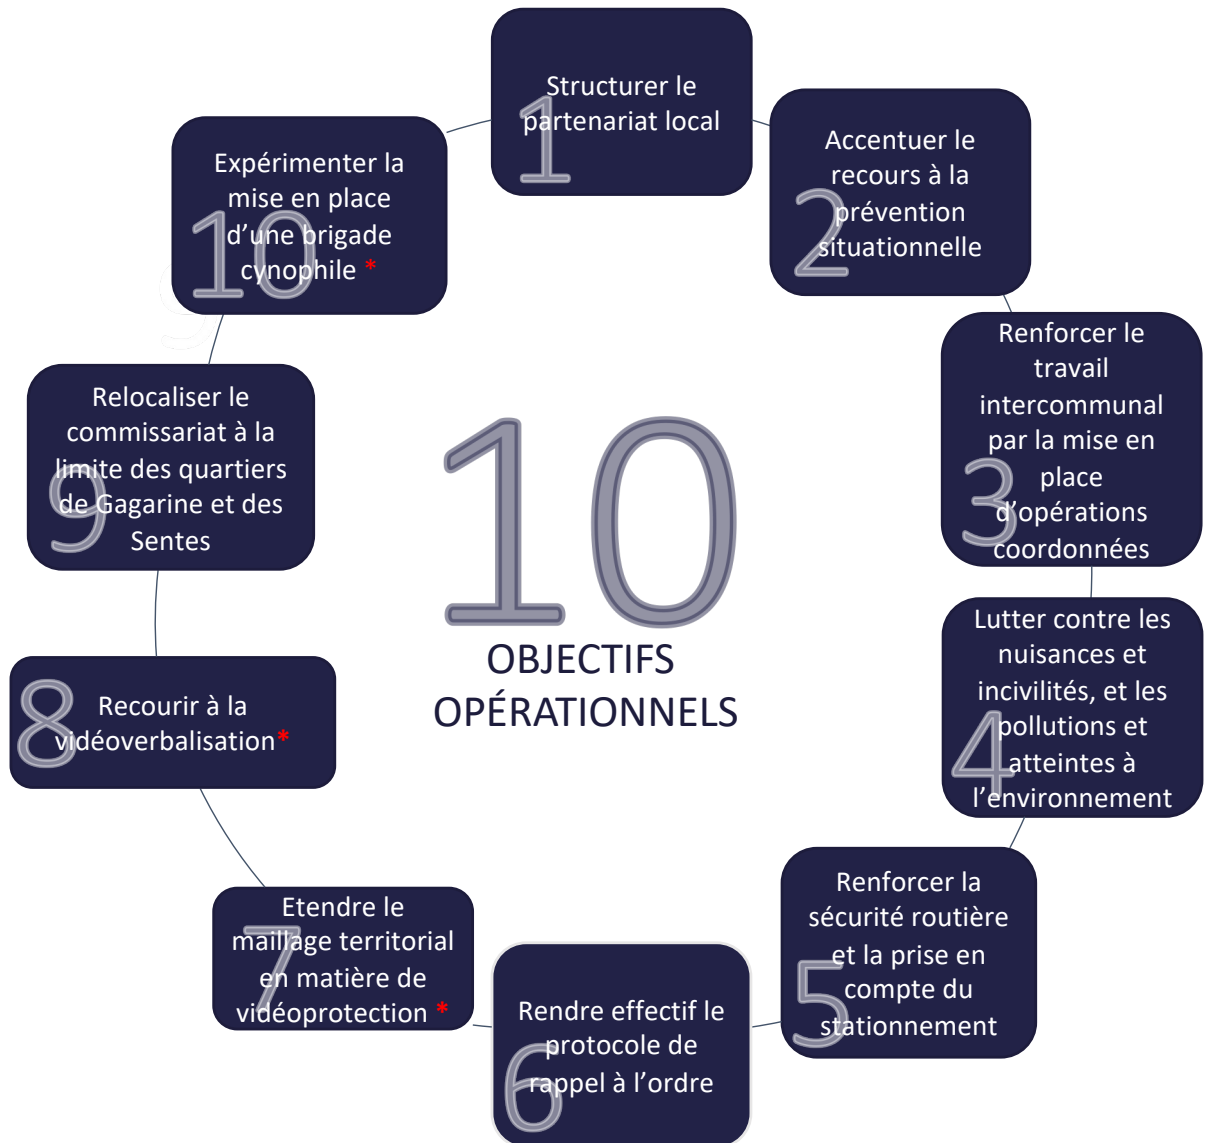 1
Structurer le
partenariat local
2
Accentuer le
recours à la
prévention
situationnelle
3
Renforcer le
travail
intercommunal
par la mise en
place
d'opérations
coordonnées
4
Lutter contre les
nuisances et
incivilités, et les
pollutions et
atteintes à
l'environnement
5
Renforcer la
sécurité routière
et la prise en
compte du
stationnement
6
Rendre effectif le
protocole de
rappel à l'ordre
7
Etendre le
maillage territorial
en matière de
vidéoprotection *
8
Recourir à la
vidéoverbalisation*
9
Relocaliser le
commissariat à la
limite des quartiers
de Gagarine et des
Sentes
10
Expérimenter la
mise en place
d'une brigade
cynophile *
9
10
OBJECTIFS
OPÉRATIONNELS